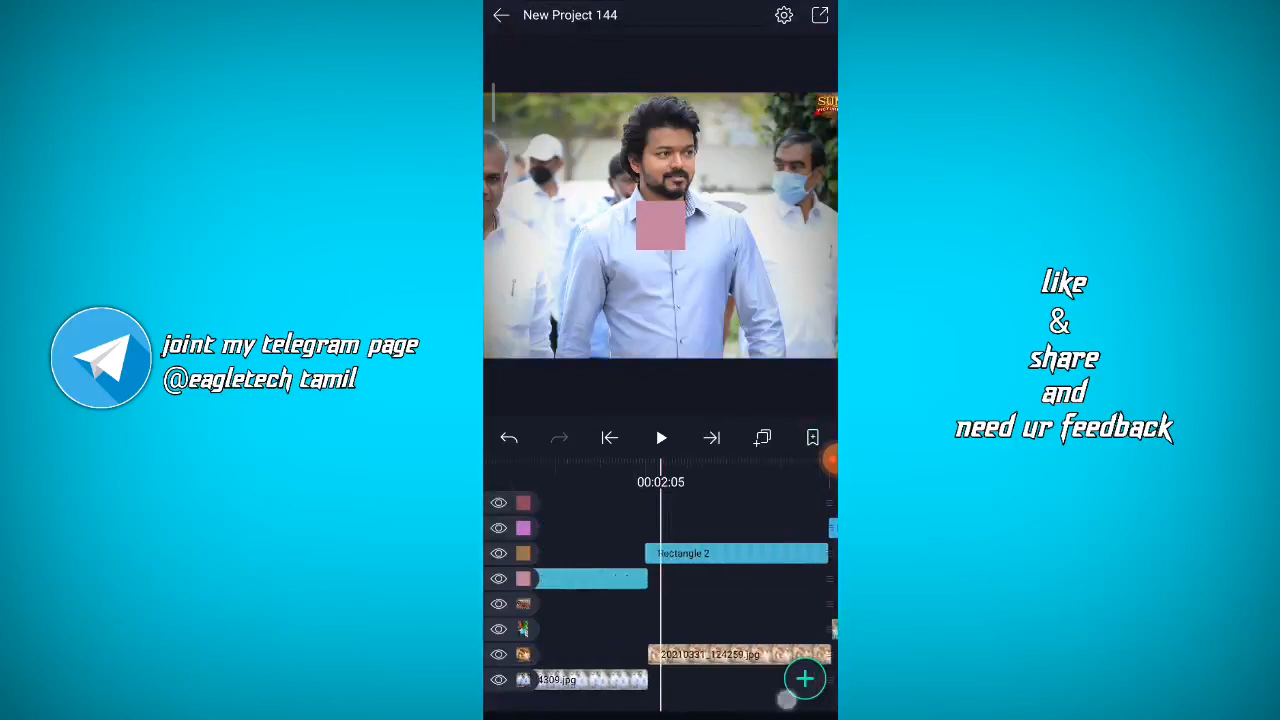 New Project 144
SUN
joint my telegram page
@eagletech tamil
like
&
share
and
need ur feedback
00:02:05
Rectangle 2
20210331_124259.jpg
4309.jpg